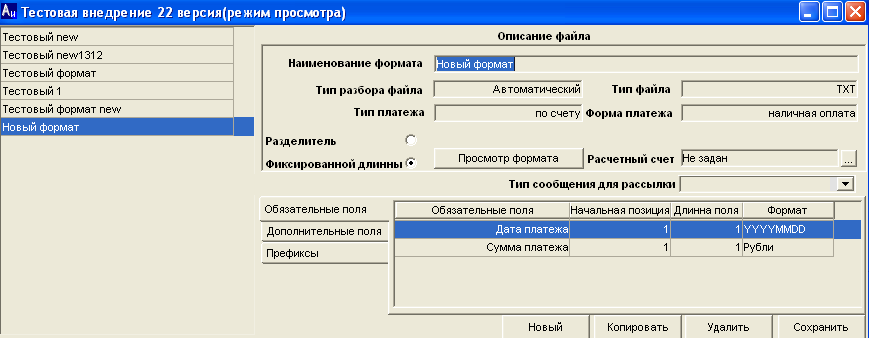 Ан Тестовая внедрение 22 версия(режим просмотра)
Тестовый new
Тестовый new1312
Тестовый формат
Тестовый 1
Тестовый формат new
Новый формат
Описание файла
Наименование формата Новый формат
Тип разбора файла Автоматический Тип файла TXT
Тип платежа по счету Форма платежа наличная оплата
Разделитель
Фиксированной длинны Просмотр формата Расчетный счет Не задан ...
Тип сообщения для рассылки
Обязательные поля
Дополнительные поля
Префиксы
Обязательные поля Начальная позиция Длинна поля Формат
Дата платежа 1 1 YYYYMMDD
Сумма платежа 1 1 Рубли
Новый Копировать Удалить Сохранить